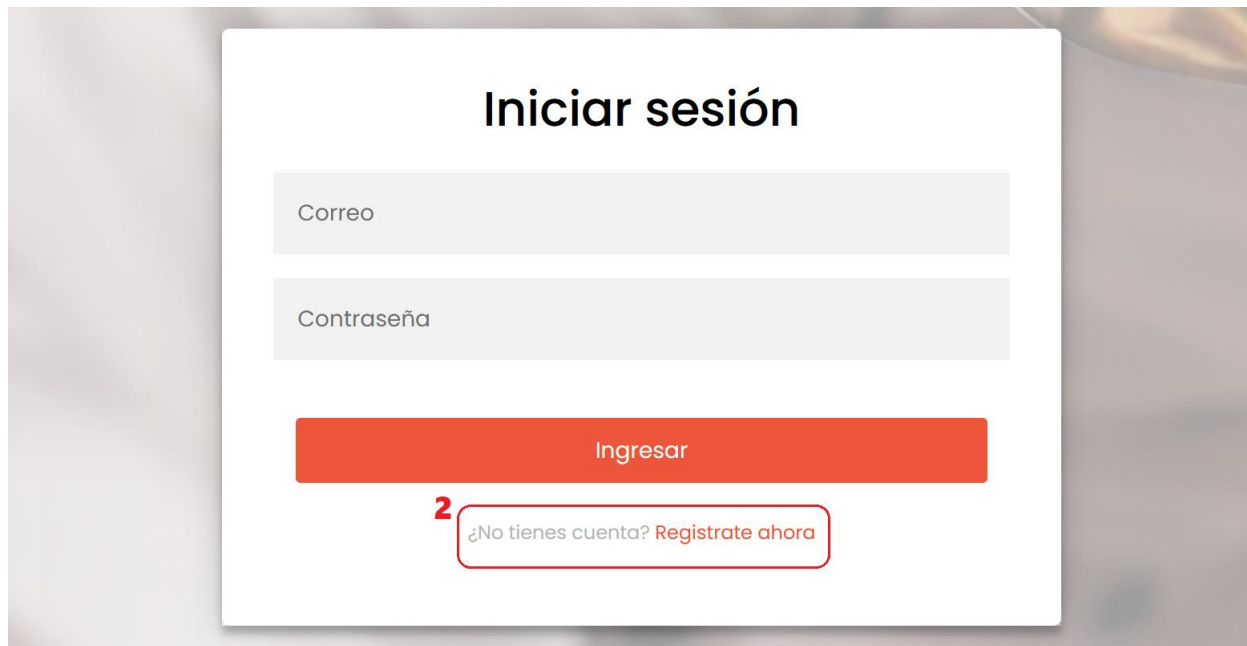 Iniciar sesión
Correo
Contraseña
Ingresar
2
¿No tienes cuenta? Registrate ahora